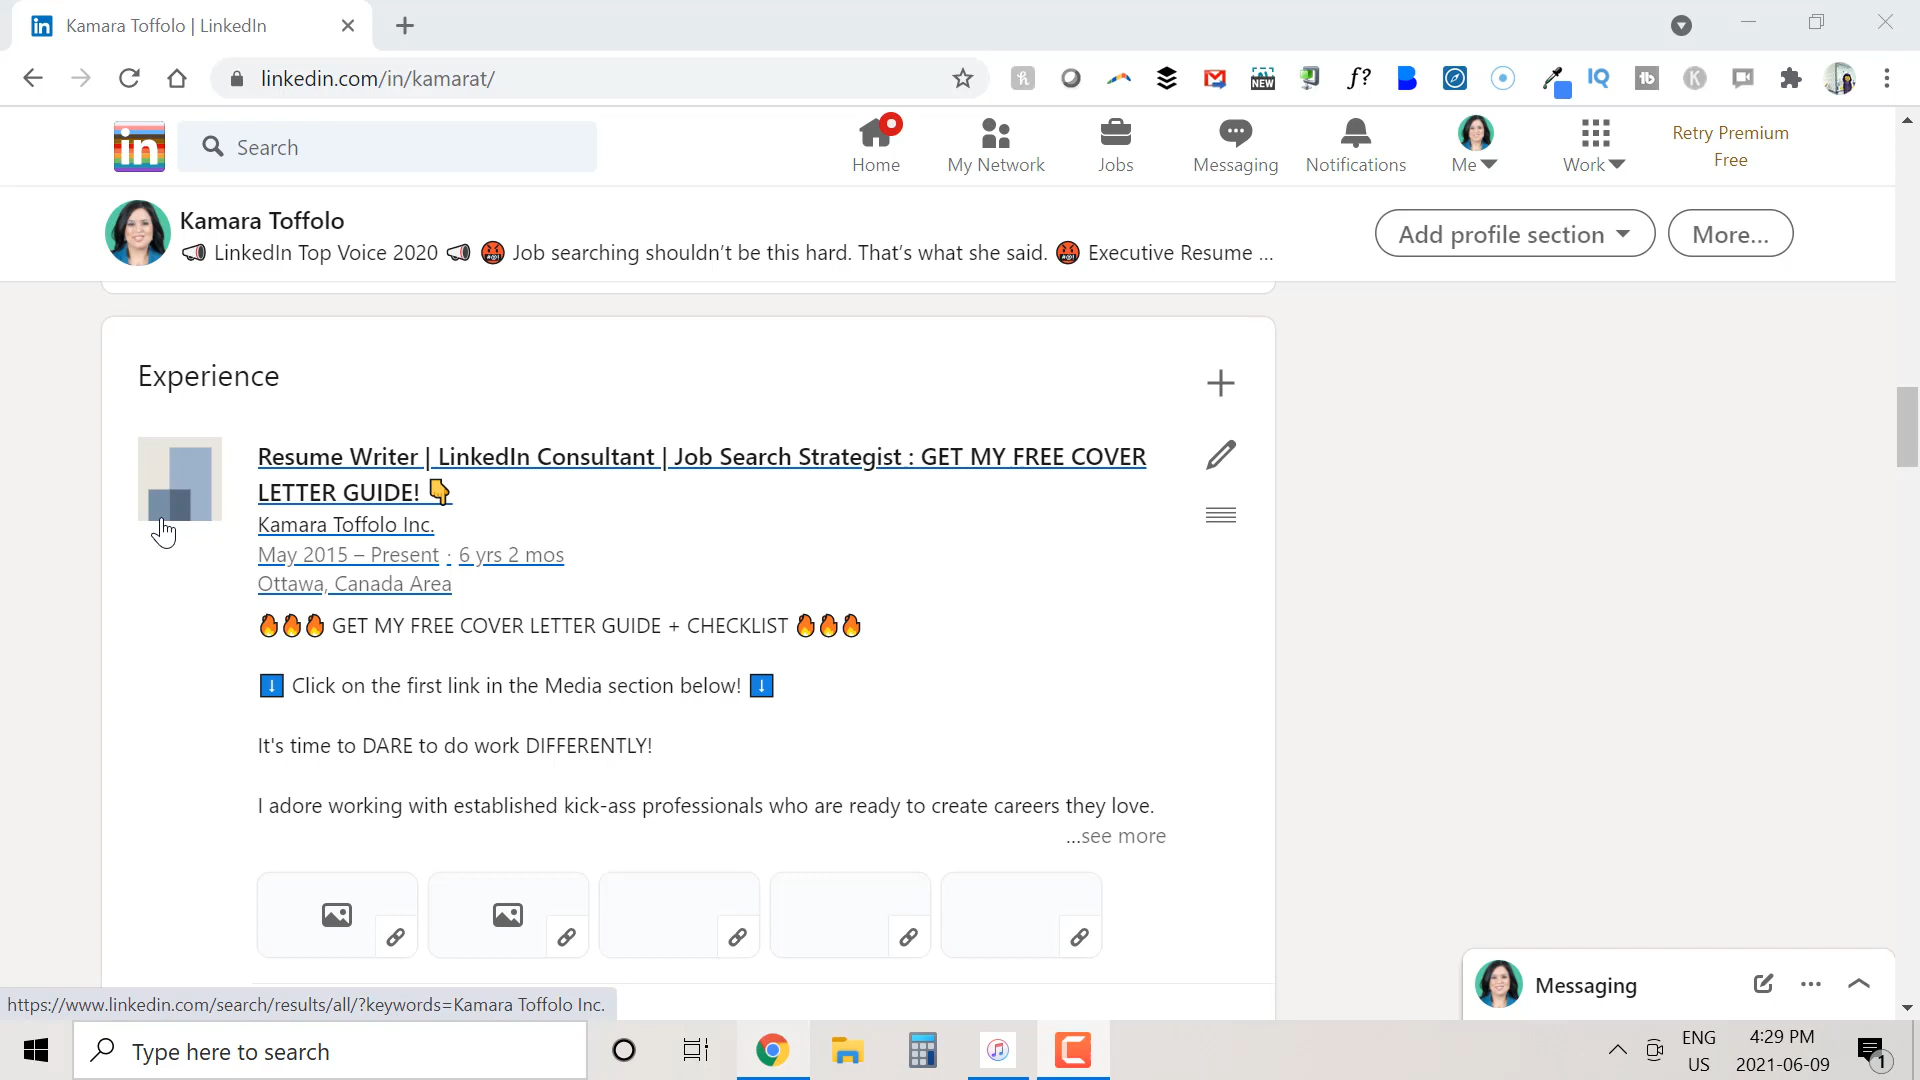 Kamara Toffolo | LinkedIn
linkedin.com/in/kamarat/
NEW
f?
IQ
tb
K
in
Search
Home
My Network
Jobs
Messaging
Notifications
Me
Work
Retry Premium
Free
Kamara Toffolo
📣 LinkedIn Top Voice 2020 📣 🤬 Job searching shouldn’t be this hard. That’s what she said. 🤬 Executive Resume ...
Add profile section
More...
Experience
Resume Writer | LinkedIn Consultant | Job Search Strategist : GET MY FREE COVER
LETTER GUIDE! 👇
Kamara Toffolo Inc.
May 2015 – Present · 6 yrs 2 mos
Ottawa, Canada Area
🔥🔥🔥 GET MY FREE COVER LETTER GUIDE + CHECKLIST 🔥🔥🔥
⬇️ Click on the first link in the Media section below! ⬇️
It's time to DARE to do work DIFFERENTLY!
I adore working with established kick-ass professionals who are ready to create careers they love.
...see more
Messaging
https://www.linkedin.com/search/results/all/?keywords=Kamara Toffolo Inc.
Type here to search
ENG
US
4:29 PM
2021-06-09
1